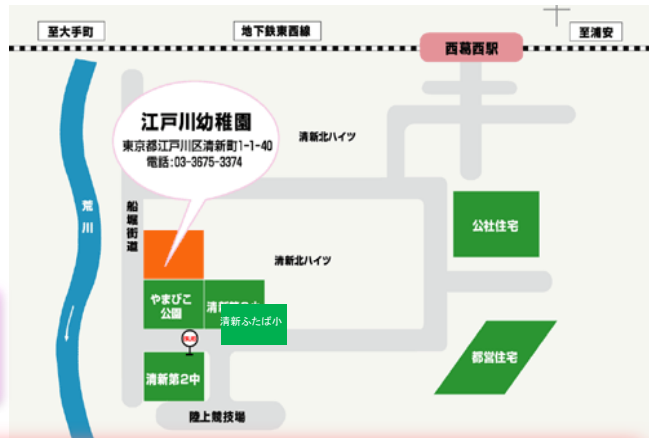 至大手町
地下鉄東西線
至浦安
西葛西駅
江戸川幼稚園
東京都江戸川区清新町1-1-40
電話:03-3675-3374
清新北ハイツ
荒川
船堀街道
公社住宅
清新北ハイツ
やまびこ
公園
清新第
清新ふたば小
都営住宅
清新第2中
陸上競技場